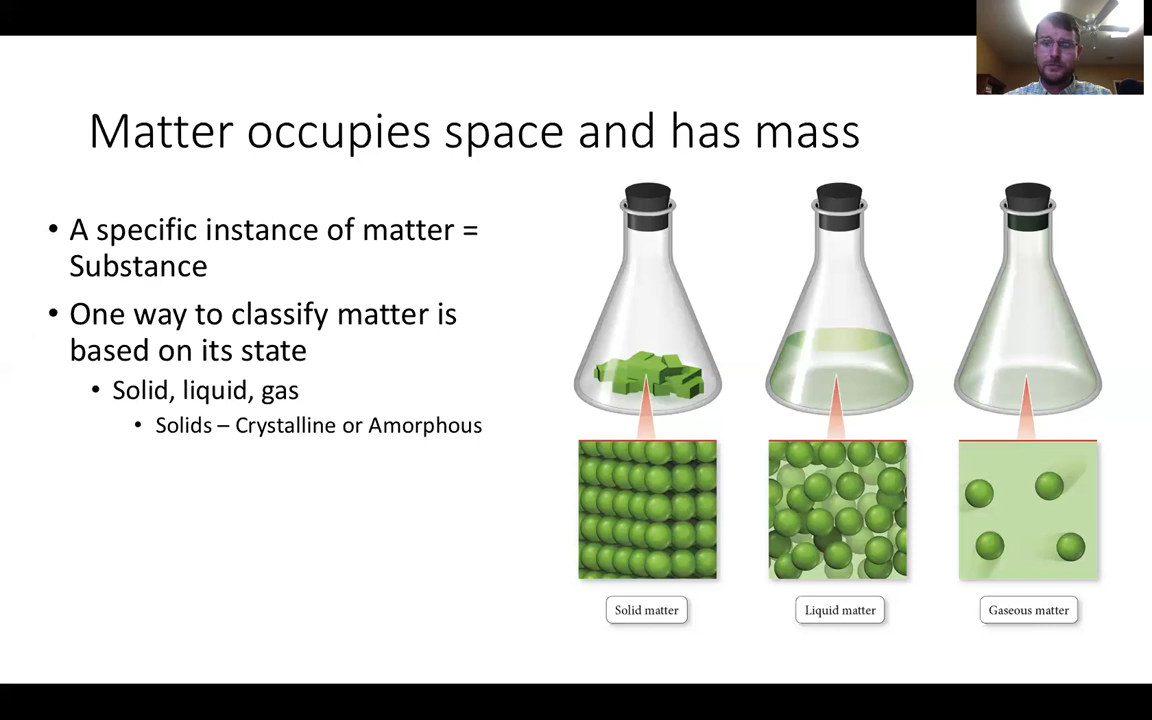 Matter occupies space and has mass
• A specific instance of matter =
Substance
• One way to classify matter is
based on its state
• Solid, liquid, gas
• Solids – Crystalline or Amorphous
Solid matter
Liquid matter
Gaseous matter